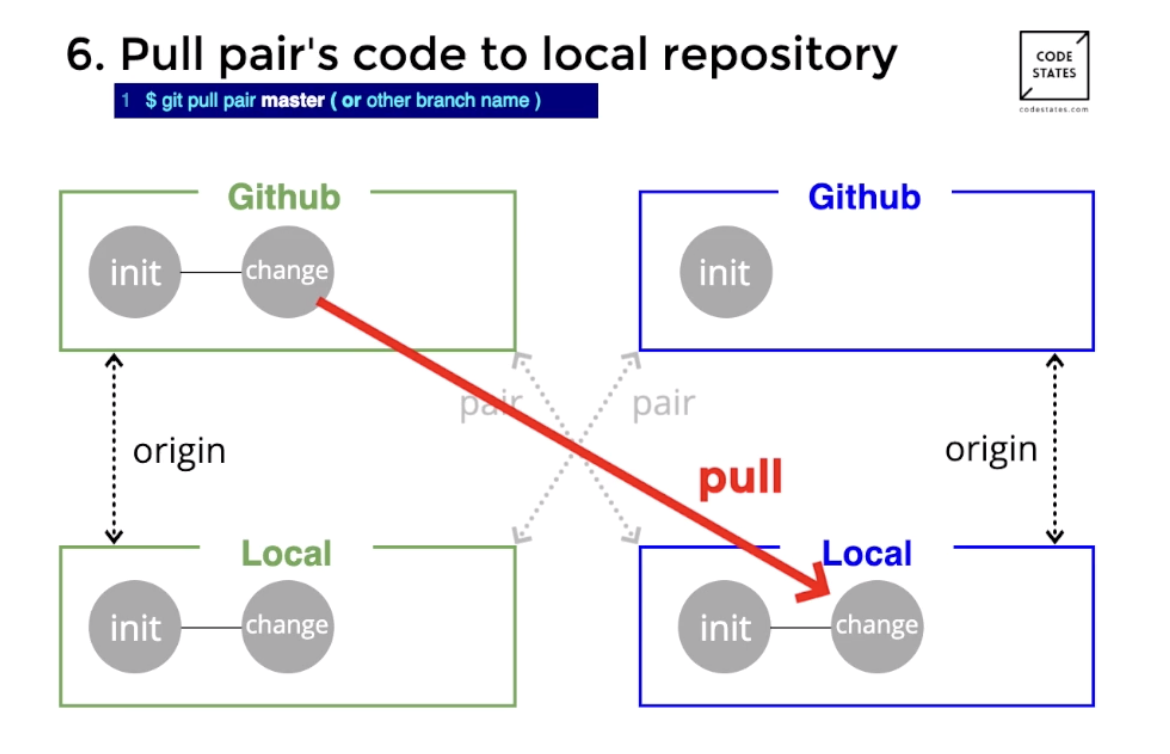 6. Pull pair's code to local repository
CODE
STATES
codestates.com
1 $ git pull pair master ( or other branch name )
Github
init
change
Github
init
pair
pair
origin
origin
pull
Local
init
change
Local
init
change